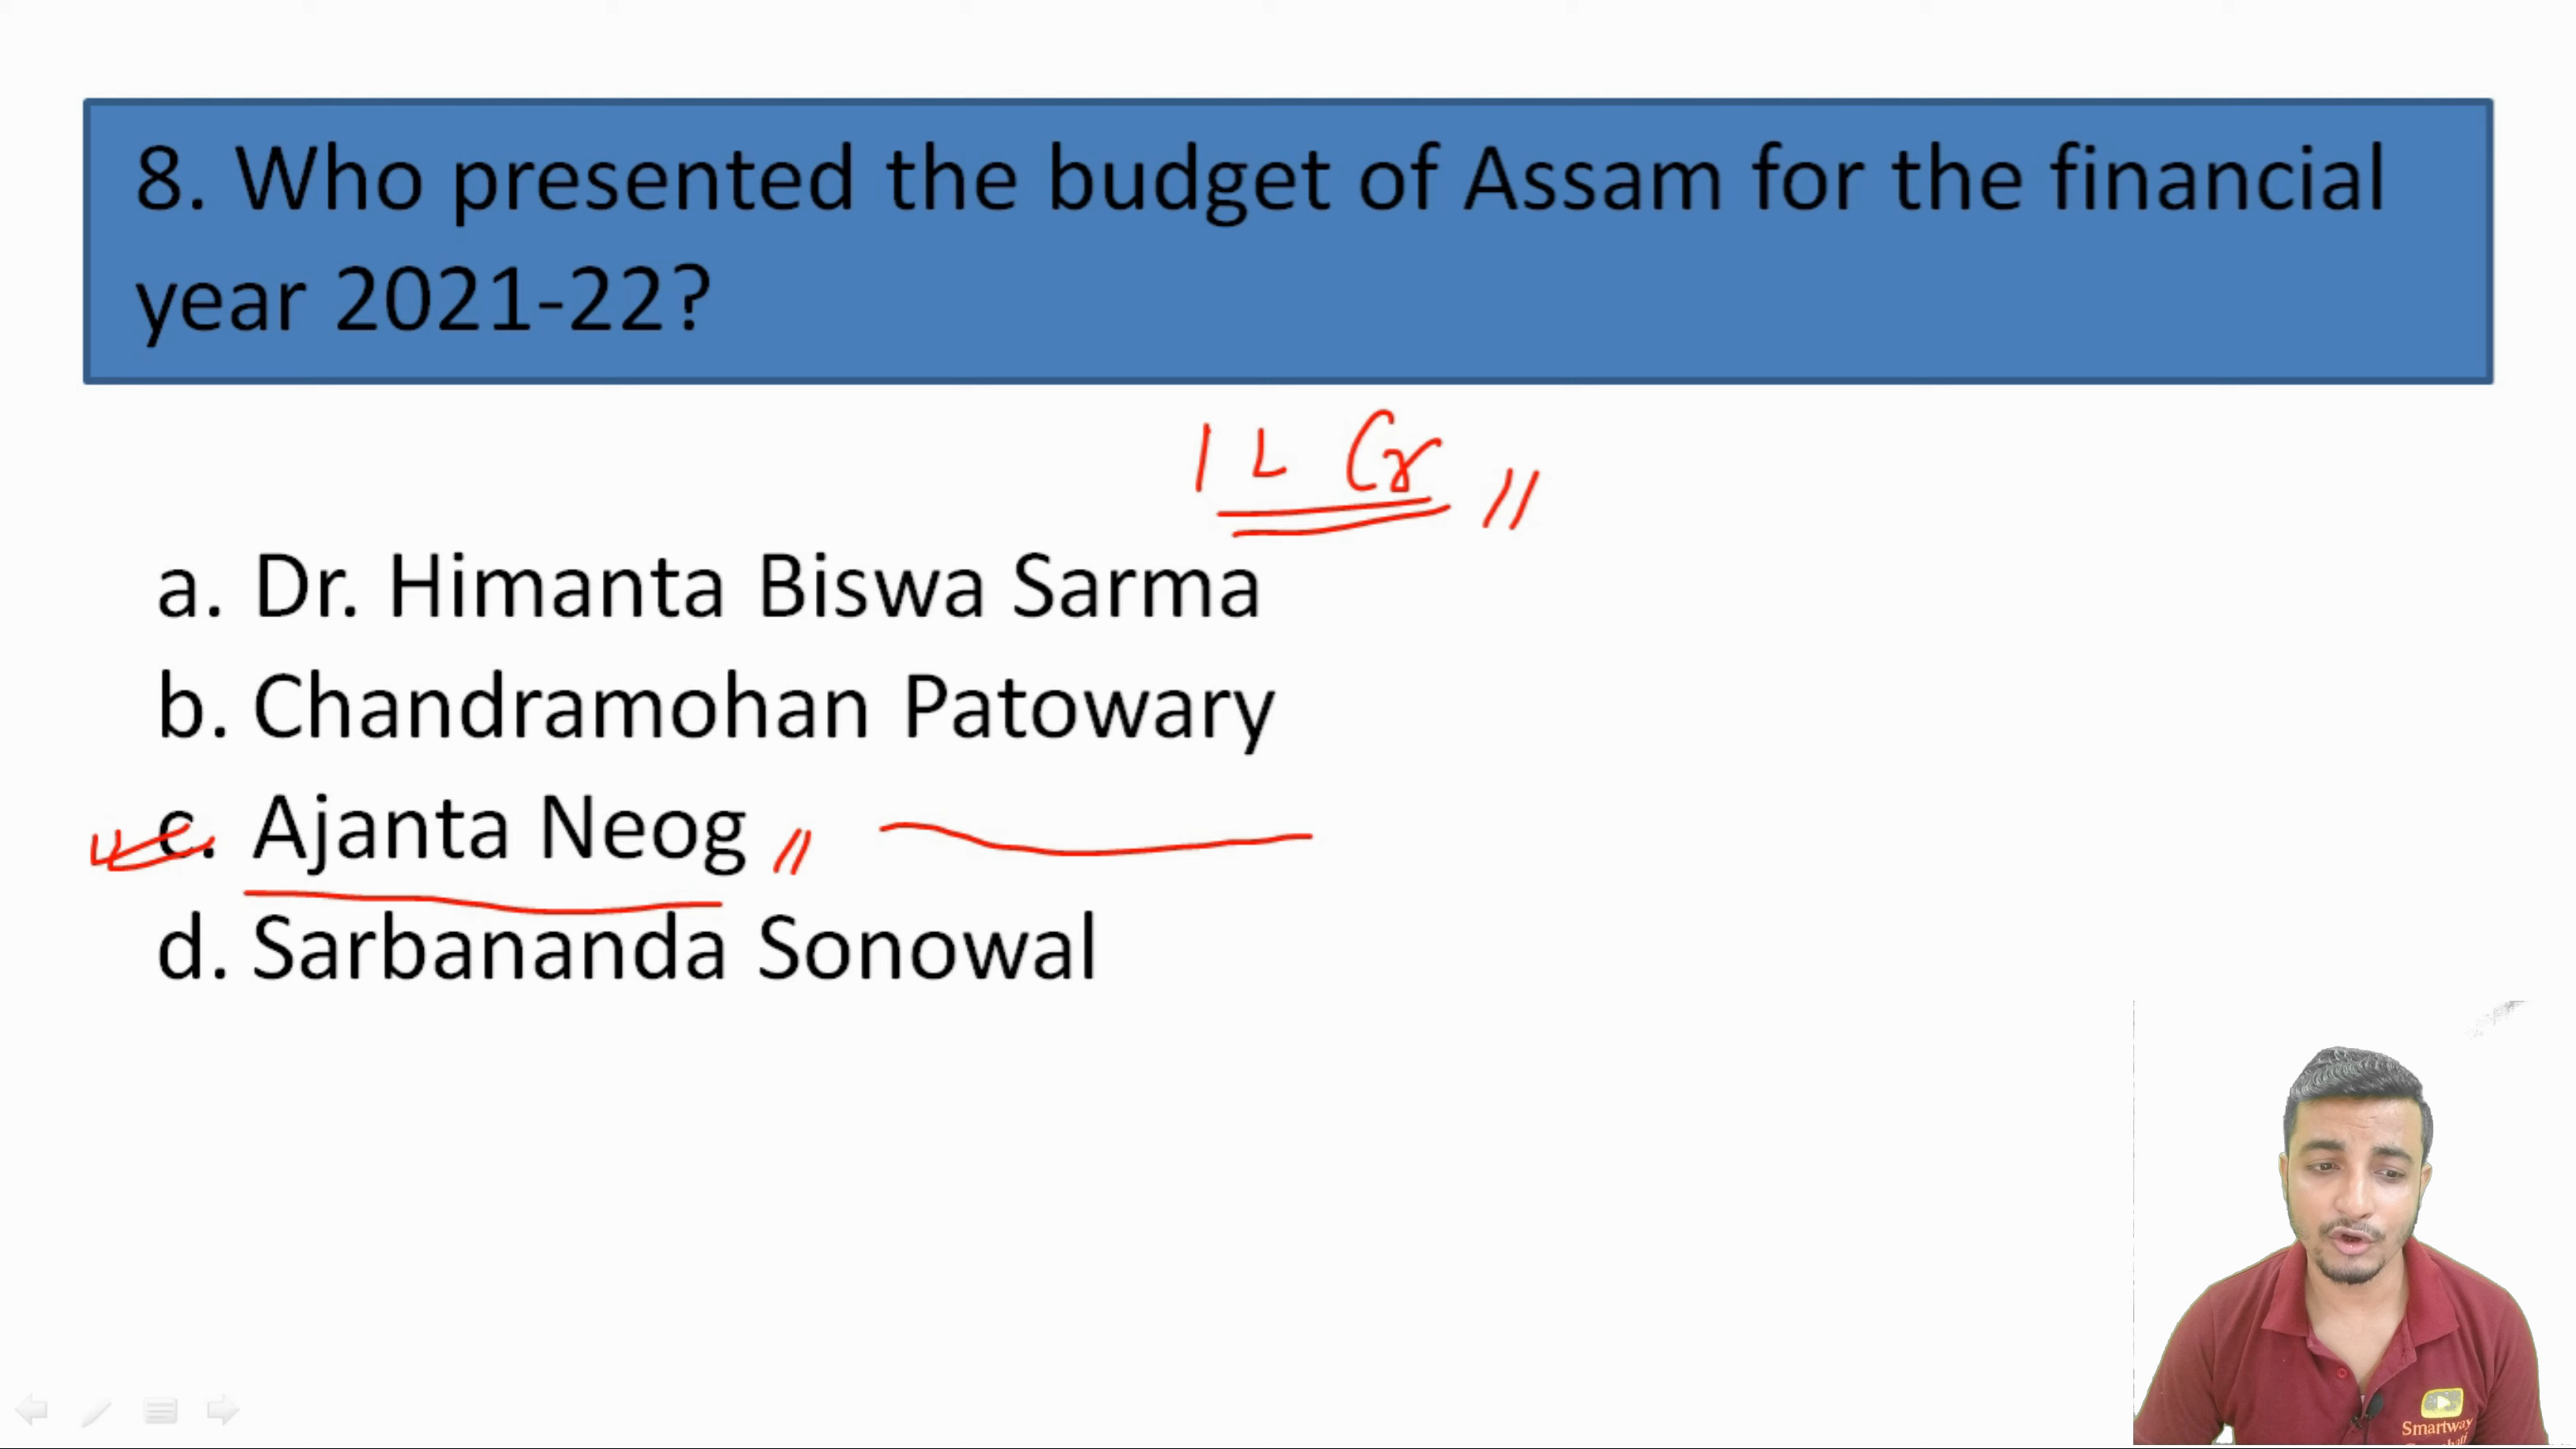 8. Who presented the budget of Assam for the financial
year 2021-22?
1 L Cr //
a. Dr. Himanta Biswa Sarma
b. Chandramohan Patowary
c. Ajanta Neog //
d. Sarbananda Sonowal
Smartway